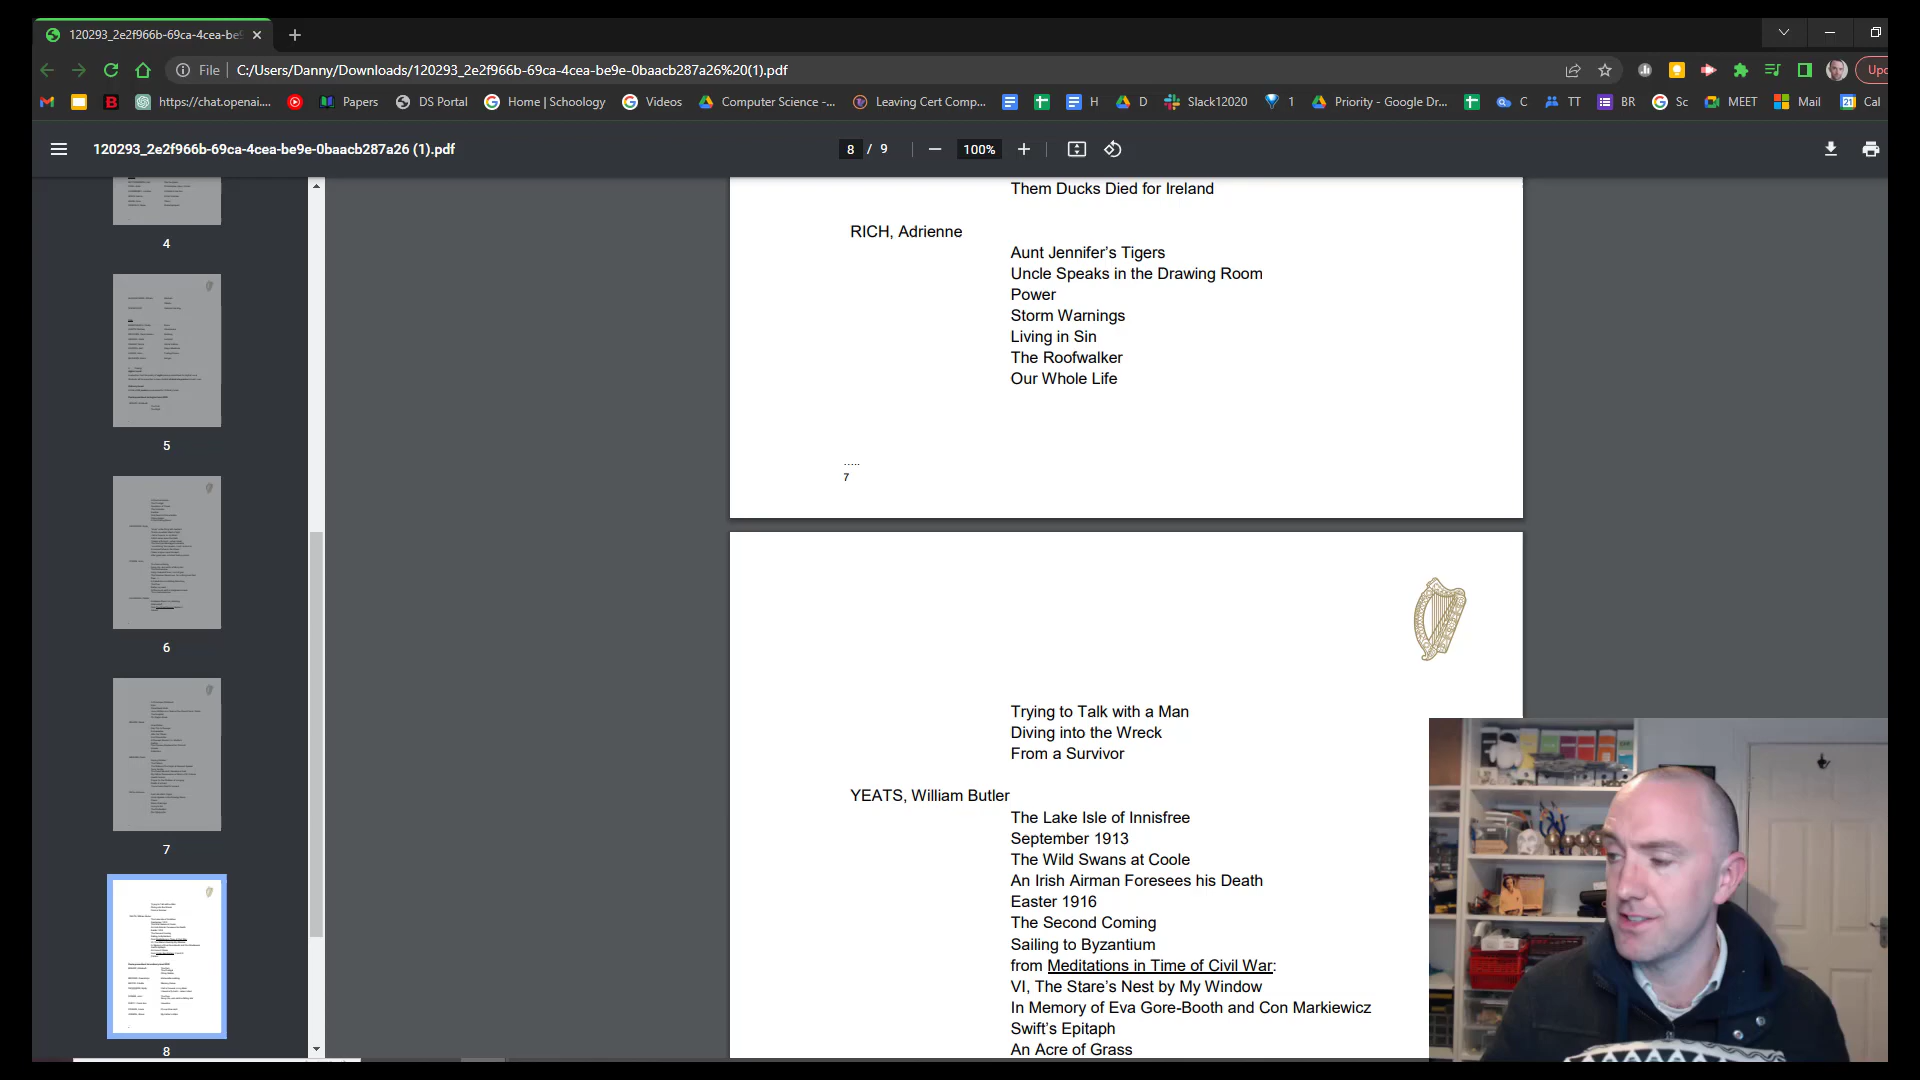 120293_2e2f966b-69ca-4cea-be9e
File
C:/Users/Danny/Downloads/120293_2e2f966b-69ca-4cea-be9e-0baacb287a26%20(1).pdf
Upd
https://chat.openai....
Papers
DS Portal
Home | Schoology
Videos
Computer Science -...
Leaving Cert Comp...
H
D
Slack12020
1
Priority - Google Dr...
C
TT
BR
Sc
MEET
Mail
21
Cal
120293_2e2f966b-69ca-4cea-be9e-0baacb287a26 (1).pdf
8 / 9
100%
4
5
6
7
8
Them Ducks Died for Ireland
RICH, Adrienne
Aunt Jennifer’s Tigers
Uncle Speaks in the Drawing Room
Power
Storm Warnings
Living in Sin
The Roofwalker
Our Whole Life
.....
7
Trying to Talk with a Man
Diving into the Wreck
From a Survivor
YEATS, William Butler
The Lake Isle of Innisfree
September 1913
The Wild Swans at Coole
An Irish Airman Foresees his Death
Easter 1916
The Second Coming
Sailing to Byzantium
from Meditations in Time of Civil War:
VI, The Stare’s Nest by My Window
In Memory of Eva Gore-Booth and Con Markiewicz
Swift’s Epitaph
An Acre of Grass